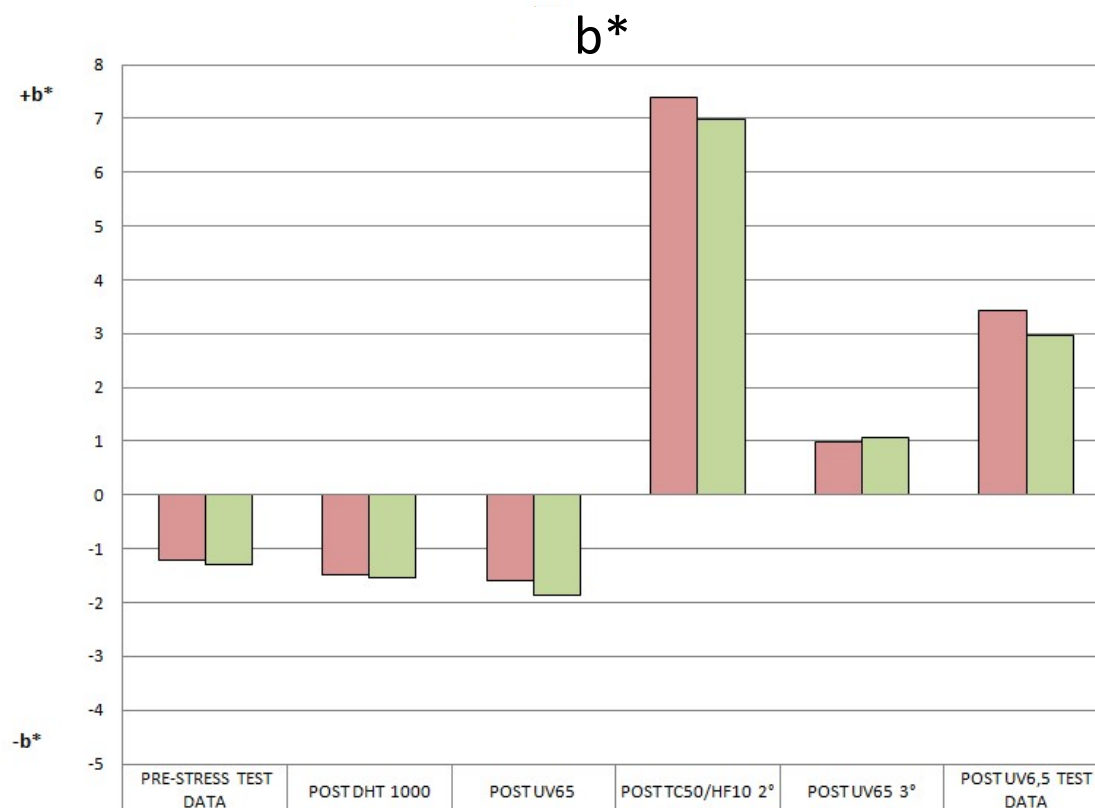 b*
+b*
8
7
6
5
4
3
2
1
0
-1
-2
-3
-4
-5
-b*
PRE-STRESS TEST
DATA
POST DHT 1000
POST UV65
POST TC50/HF10 2°
POST UV65 3°
POST UV6,5 TEST
DATA